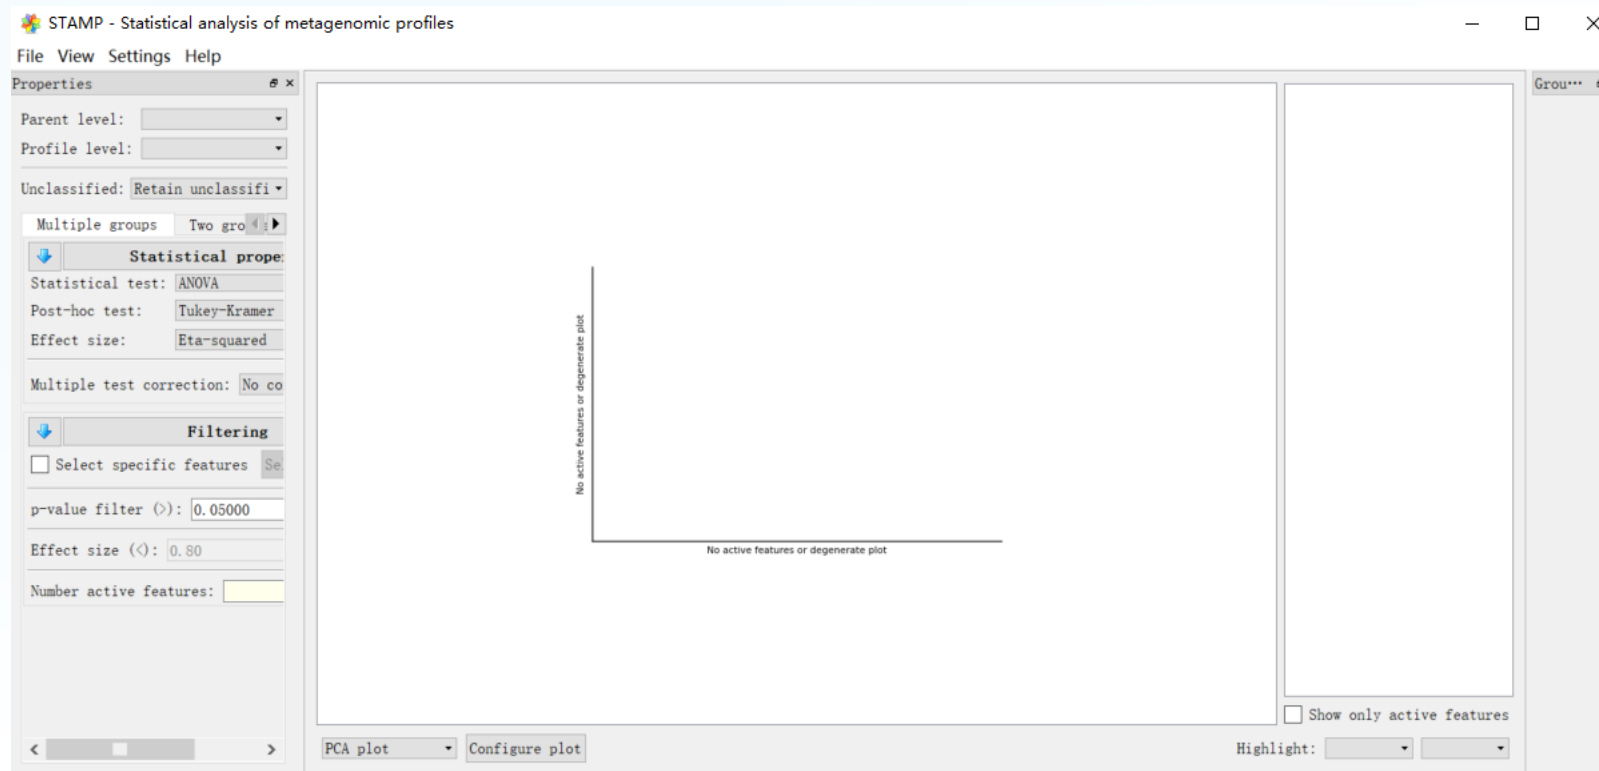 STAMP - Statistical analysis of metagenomic profiles
File View Settings Help
Properties
Parent level:
Profile level:
Unclassified: Retain unclassifi
Multiple groups Two gro
Statistical prope
Statistical test: ANOVA
Post-hoc test: Tukey-Kramer
Effect size: Eta-squared
Multiple test correction: No co
Filtering
Select specific features Se
p-value filter (>): 0.05000
Effect size (<): 0.80
Number active features:
No active features or degenerate plot
No active features or degenerate plot
PCA plot Configure plot
Show only active features
Highlight:
Grou...